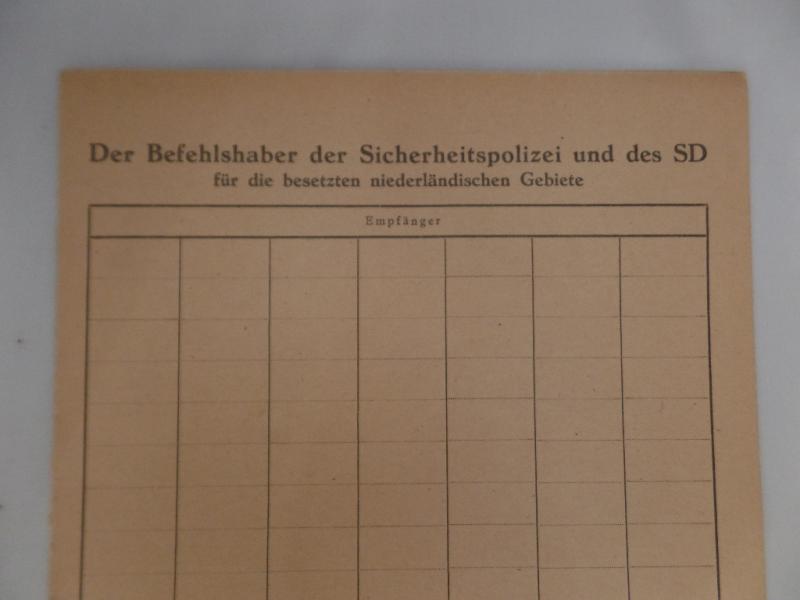 Der Befehlshaber der Sicherheitspolizei und des SD
für die besetzten niederländischen Gebiete
Empfänger